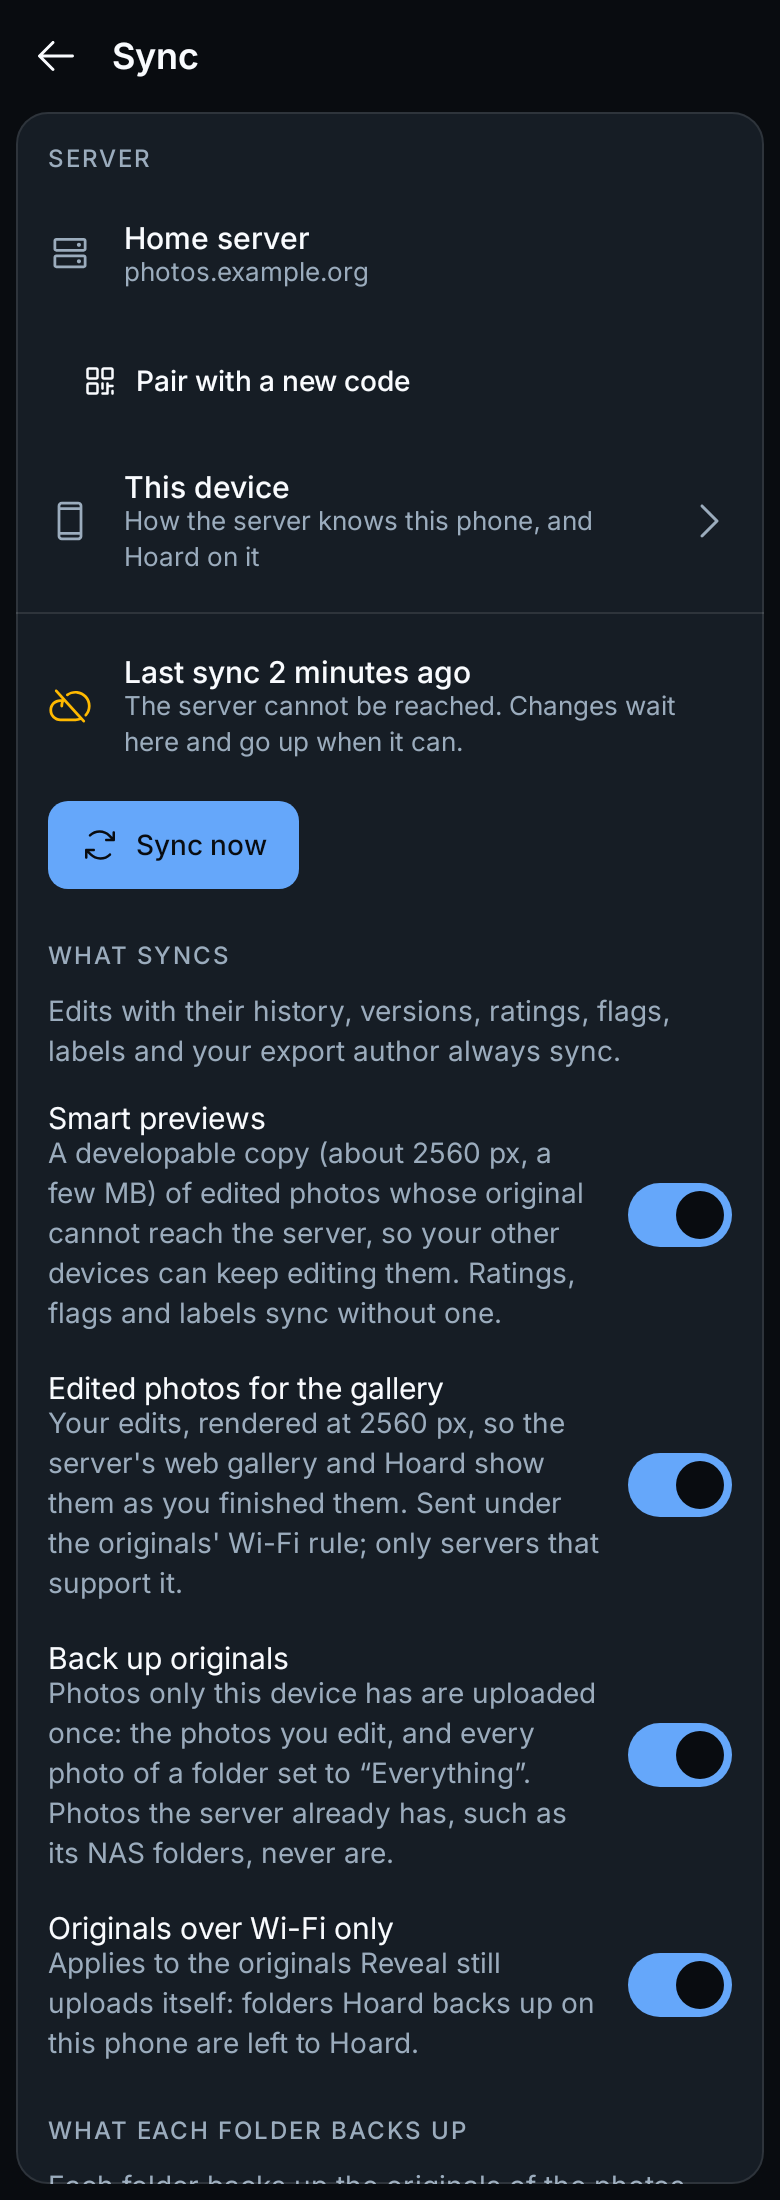 Sync
SERVER
Home server
photos.example.org
Pair with a new code
This device
How the server knows this phone, and
Hoard on it
Last sync 2 minutes ago
The server cannot be reached. Changes wait
here and go up when it can.
Sync now
WHAT SYNCS
Edits with their history, versions, ratings, flags,
labels and your export author always sync.
Smart previews
A developable copy (about 2560 px, a
few MB) of edited photos whose original
cannot reach the server, so your other
devices can keep editing them. Ratings,
flags and labels sync without one.
Edited photos for the gallery
Your edits, rendered at 2560 px, so the
server's web gallery and Hoard show
them as you finished them. Sent under
the originals' Wi-Fi rule; only servers that
support it.
Back up originals
Photos only this device has are uploaded
once: the photos you edit, and every
photo of a folder set to “Everything”.
Photos the server already has, such as
its NAS folders, never are.
Originals over Wi-Fi only
Applies to the originals Reveal still
uploads itself: folders Hoard backs up on
this phone are left to Hoard.
WHAT EACH FOLDER BACKS UP
Each folder backs up the originals of the photos